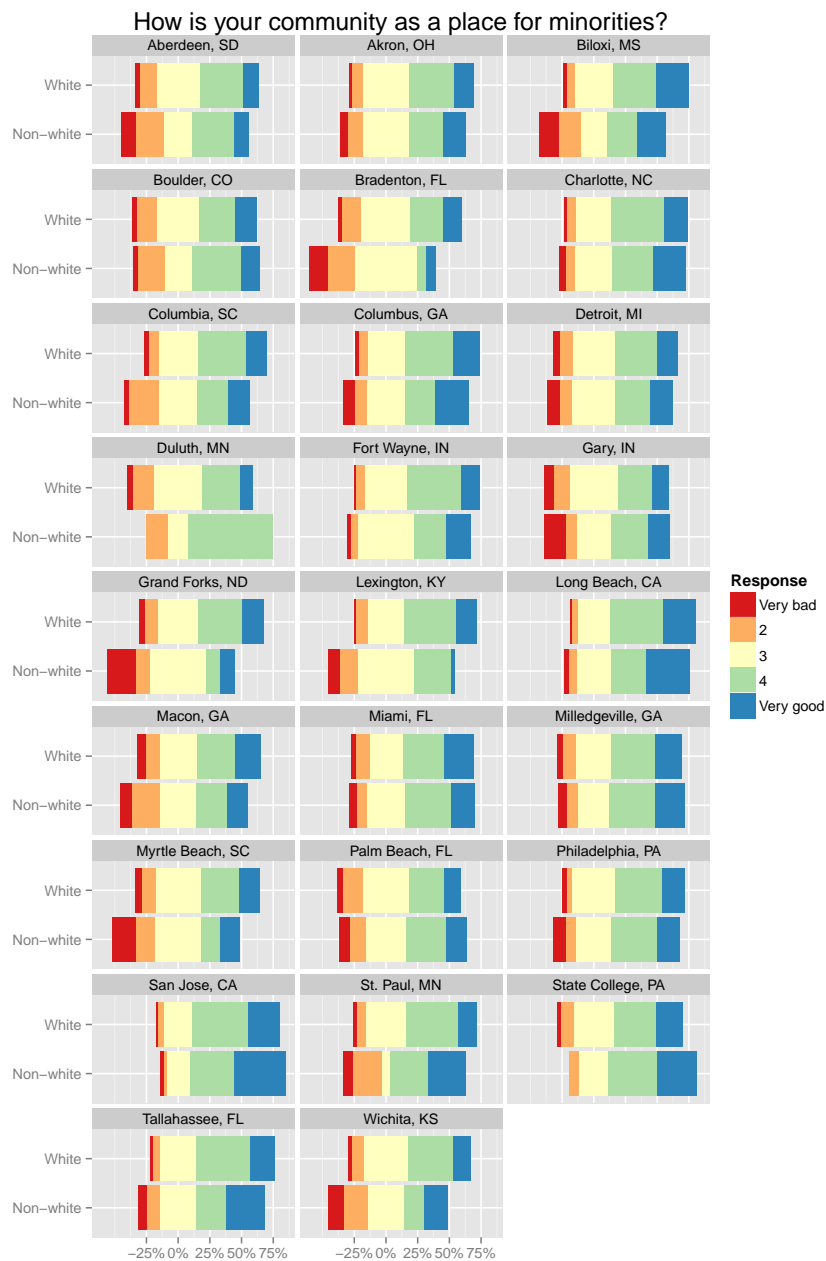 How is your community as a place for minorities?
Aberdeen, SD Akron, OH Biloxi, MS
White
Non−white
Boulder, CO Bradenton, FL Charlotte, NC
White
Non−white
Columbia, SC Columbus, GA Detroit, MI
White
Non−white
Duluth, MN Fort Wayne, IN Gary, IN
White
Non−white
Grand Forks, ND Lexington, KY Long Beach, CA
White
Non−white
Macon, GA Miami, FL Milledgeville, GA
White
Non−white
Myrtle Beach, SC Palm Beach, FL Philadelphia, PA
White
Non−white
San Jose, CA St. Paul, MN State College, PA
White
Non−white
Tallahassee, FL Wichita, KS
White
Non−white
−25% 0% 25% 50% 75% −25% 0% 25% 50% 75%
Response
Very bad
2
3
4
Very good